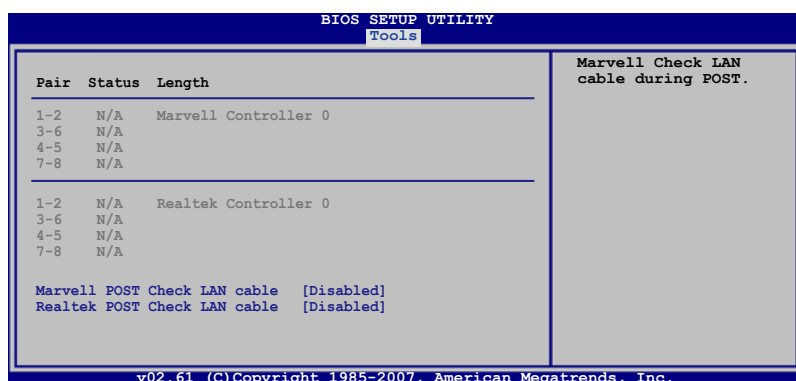 BIOS SETUP UTILITY
Tools
Pair Status Length
1-2 N/A Marvell Controller 0
3-6 N/A
4-5 N/A
7-8 N/A
1-2 N/A Realtek Controller 0
3-6 N/A
4-5 N/A
7-8 N/A
Marvell POST Check LAN cable [Disabled]
Realtek POST Check LAN cable [Disabled]
Marvell Check LAN
cable during POST.
v02.61 (C)Copyright 1985-2007, American Megatrends, Inc.